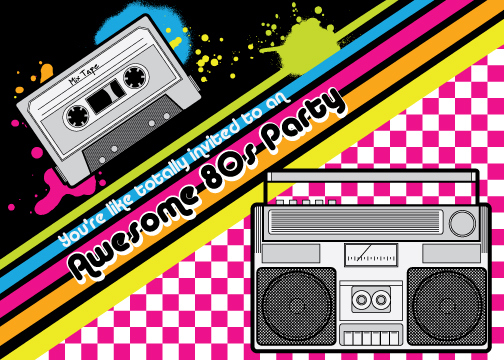 Mix Tape
You're like totally invited to an
Awesome 80s Party